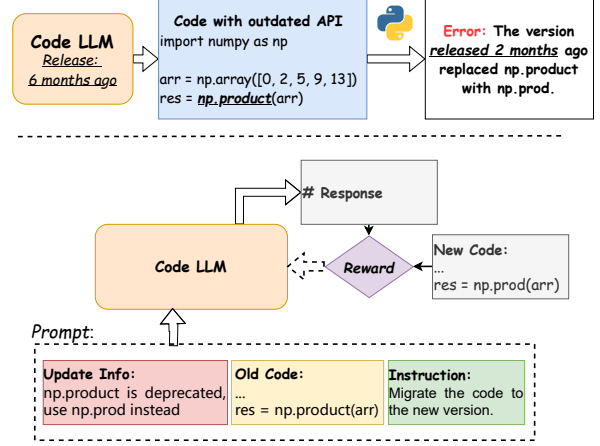 Code LLM
Release:
6 months ago
Code with outdated API
import numpy as np
arr = np.array([0, 2, 5, 9, 13])
res = np.product(arr)
Error: The version
released 2 months ago
replaced np.product
with np.prod.
# Response
Code LLM
Reward
New Code:
...
res = np.prod(arr)
Prompt:
Update Info:
np.product is deprecated,
use np.prod instead
Old Code:
...
res = np.product(arr)
Instruction:
Migrate the code to
the new version.